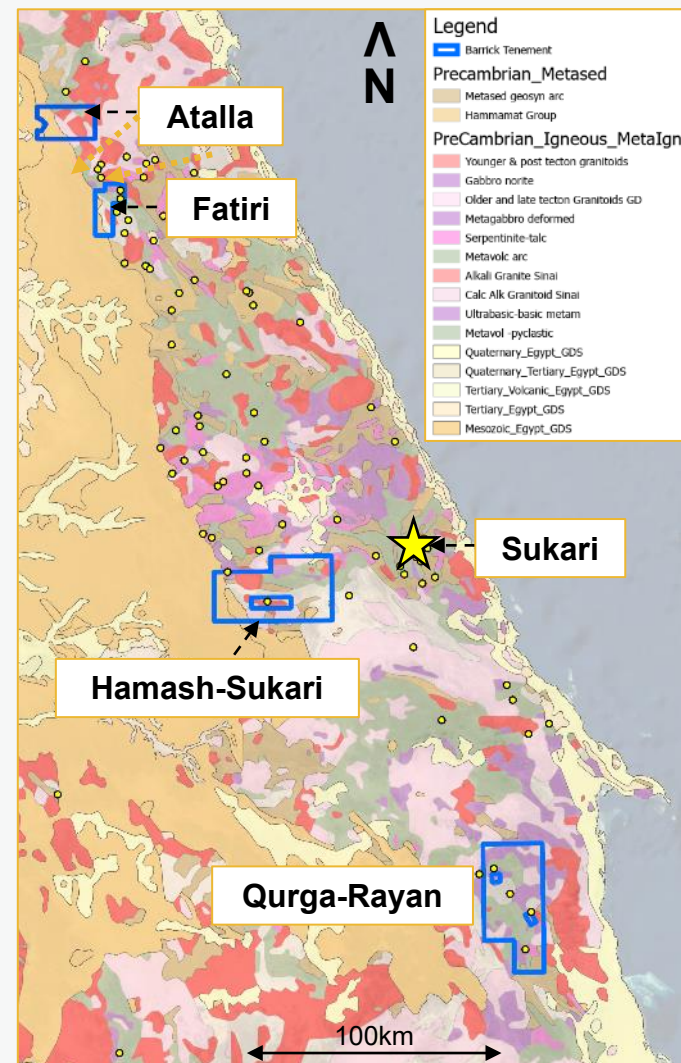 Λ
N
Legend
Barrick Tenement
Precambrian_Metased
Metased geosyn arc
Hammamat Group
PreCambrian_Igneous_MetaIgn
Younger & post tecton granitoids
Gabbro norite
Older and late tecton Granitoids GD
Metagabbro deformed
Serpentinite-talc
Metavolc arc
Alkali Granite Sinai
Calc Alk Granitoid Sinai
Ultrabasic-basic metam
Metavol -pyclastic
Quaternary_Egypt_GDS
Quaternary_Tertiary_Egypt_GDS
Tertiary_Volcanic_Egypt_GDS
Tertiary_Egypt_GDS
Mesozoic_Egypt_GDS
Atalla
Fatiri
Sukari
Hamash-Sukari
Qurga-Rayan
100km